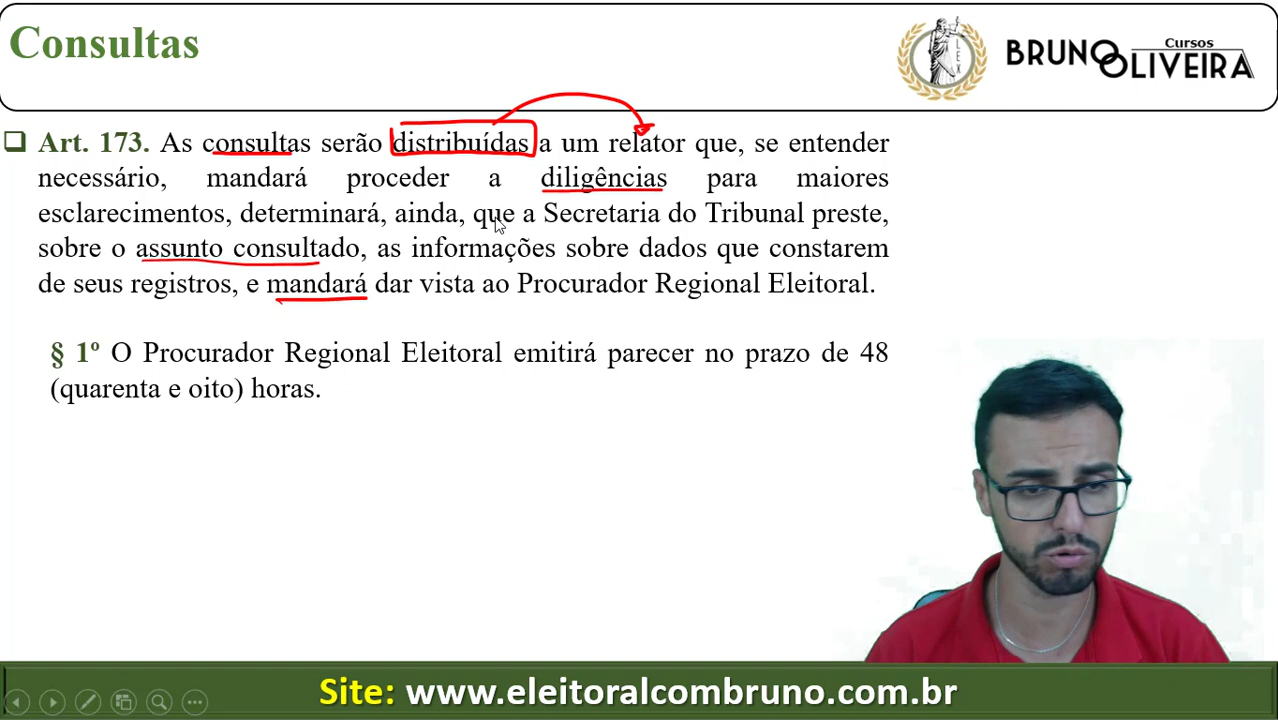 Consultas
Cursos
BRUNO
OLIVEIRA
LEX
Art. 173. As consultas serão distribuídas a um relator que, se entender
necessário, mandará proceder a diligências para maiores
esclarecimentos, determinará, ainda, que a Secretaria do Tribunal preste,
sobre o assunto consultado, as informações sobre dados que constarem
de seus registros, e mandará dar vista ao Procurador Regional Eleitoral.
§ 1º O Procurador Regional Eleitoral emitirá parecer no prazo de 48
(quarenta e oito) horas.
Site: www.eleitoralcombruno.com.br